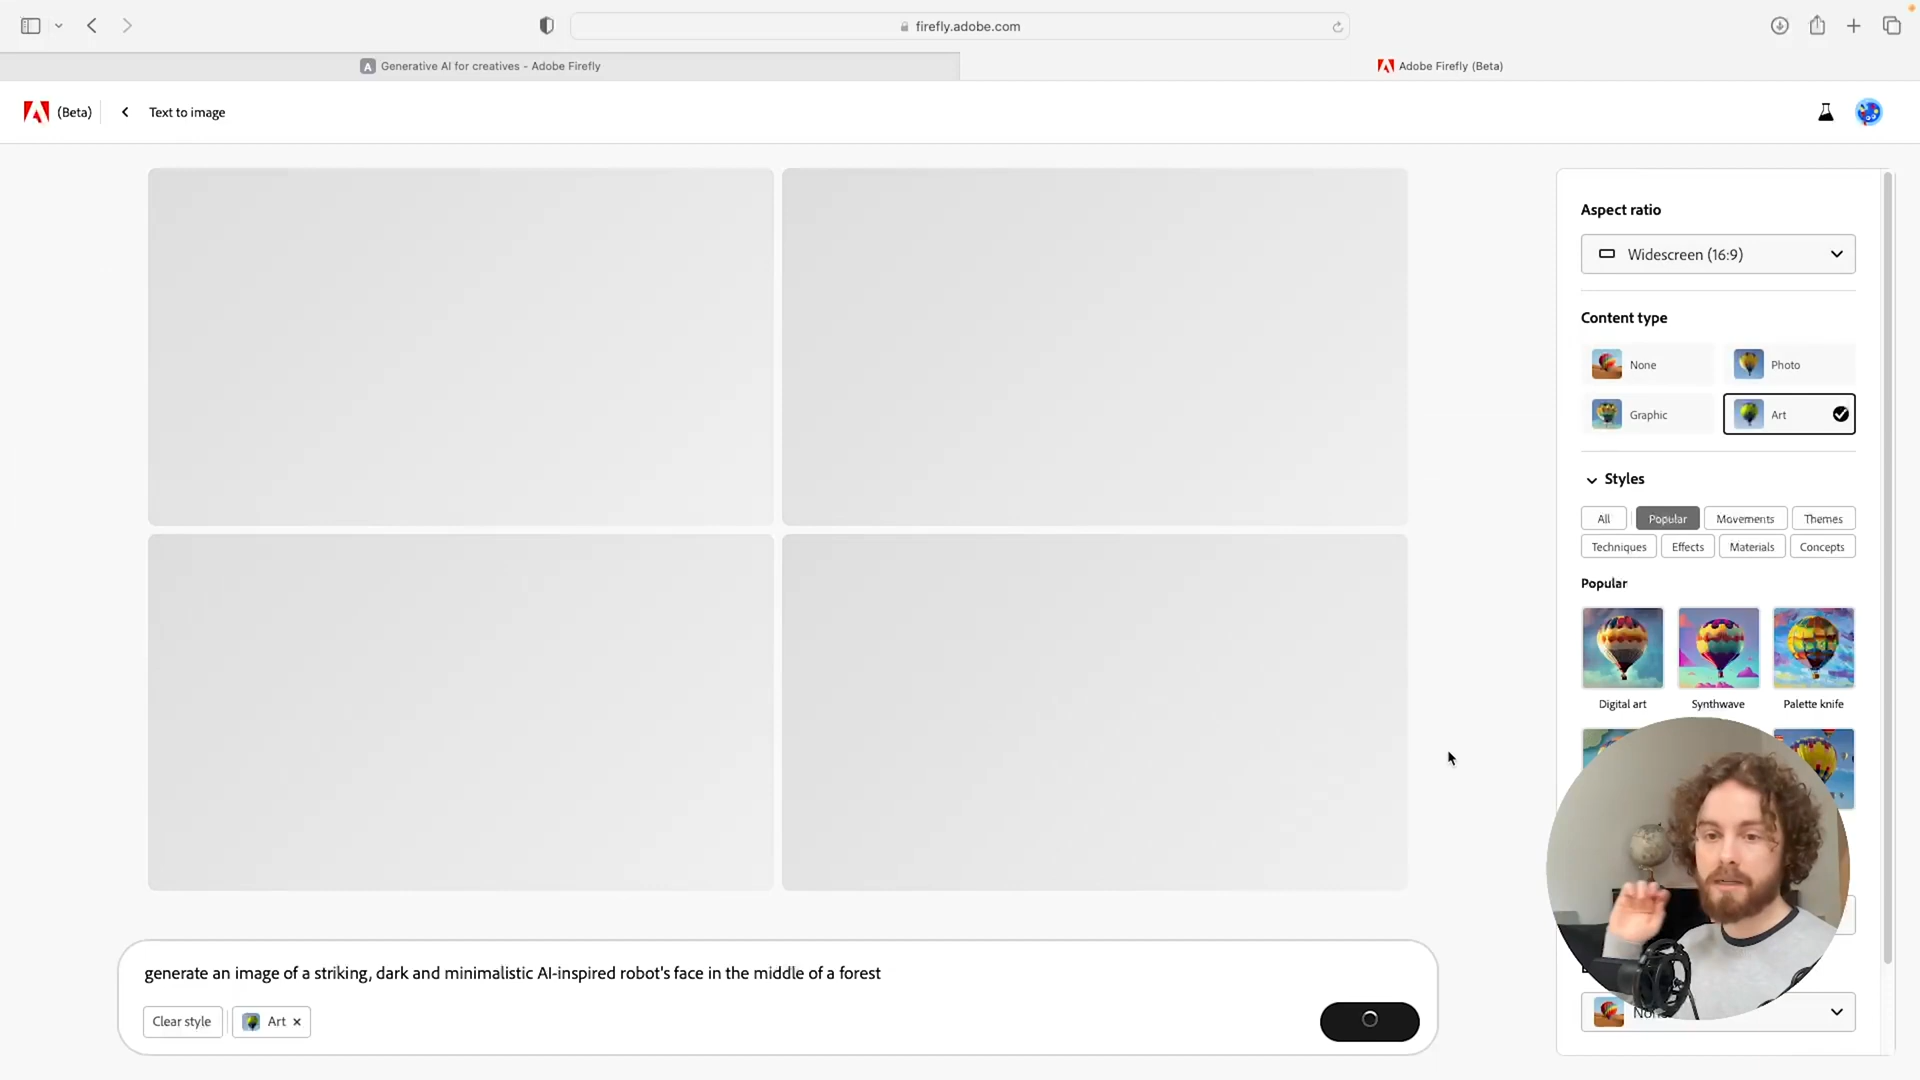 firefly.adobe.com
Generative AI for creatives - Adobe Firefly
Adobe Firefly (Beta)
(Beta)
Text to image
Aspect ratio
Widescreen (16:9)
Content type
None
Photo
Graphic
Art
Styles
All
Popular
Movements
Themes
Techniques
Effects
Materials
Concepts
Popular
Digital art
Synthwave
Palette knife
generate an image of a striking, dark and minimalistic AI-inspired robot's face in the middle of a forest
Clear style
Art